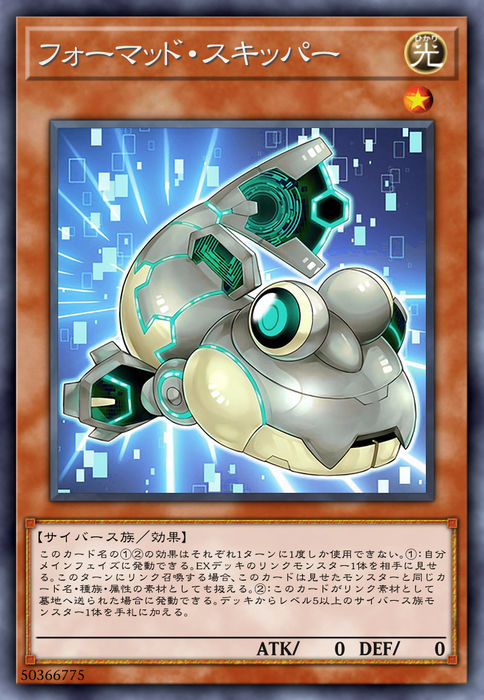 フォーマッド・スキッパー
ひかり
光
【サイバース族／効果】
このカード名の①②の効果はそれぞれ1ターンに1度しか使用できない。①：自分
メインフェイズに発動できる。EXデッキのリンクモンスター1体を相手に見せ
る。このターンにリンク召喚する場合、このカードは見せたモンスターと同じカー
ド名・種族・属性の素材としても扱える。②：このカードがリンク素材として
墓地へ送られた場合に発動できる。デッキからレベル5以上のサイバース族モ
ンスター1体を手札に加える。
ATK/ 0 DEF/ 0
50366775